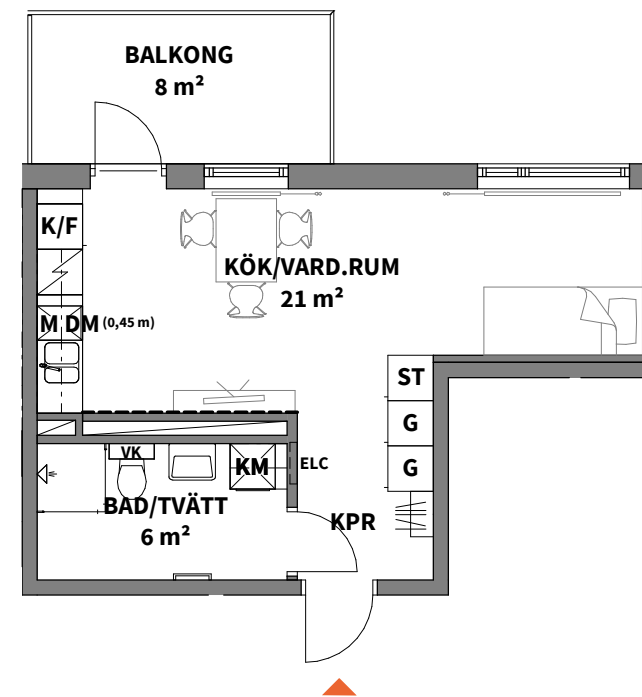 BALKONG
8 m²
K/F
KÖK/VARD.RUM
21 m²
M DM (0,45 m)
ST
G
G
VK
KM
ELC
BAD/TVÄTT
6 m²
KPR